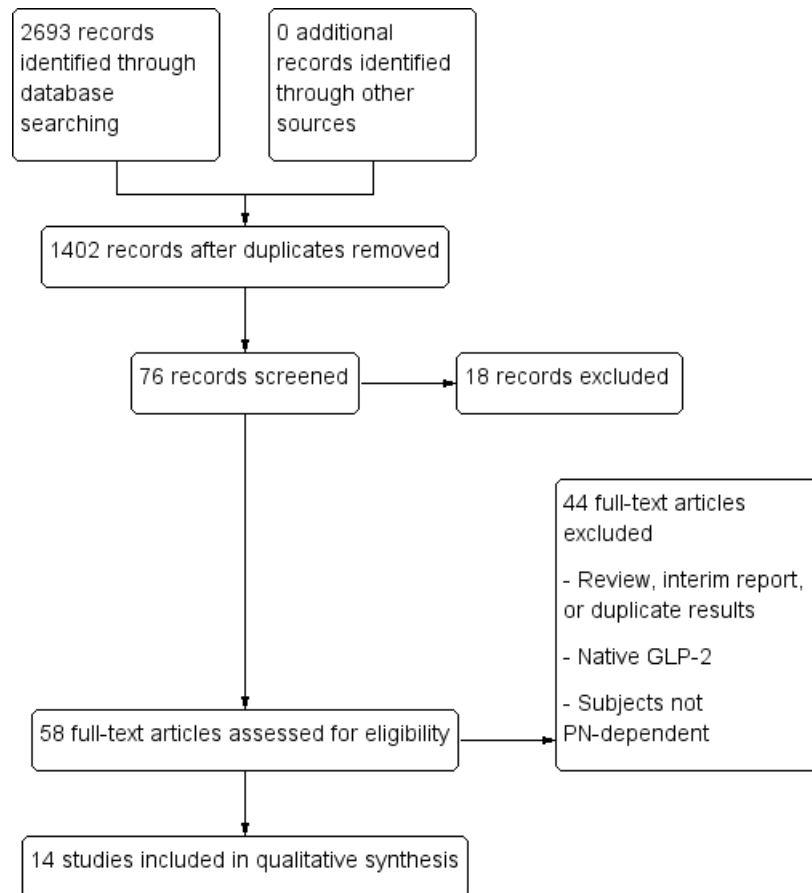 2693 records
identified through
database
searching
0 additional
records identified
through other
sources
1402 records after duplicates removed
76 records screened
18 records excluded
44 full-text articles
excluded
- Review, interim report,
or duplicate results
- Native GLP-2
- Subjects not
PN-dependent
58 full-text articles assessed for eligibility
14 studies included in qualitative synthesis